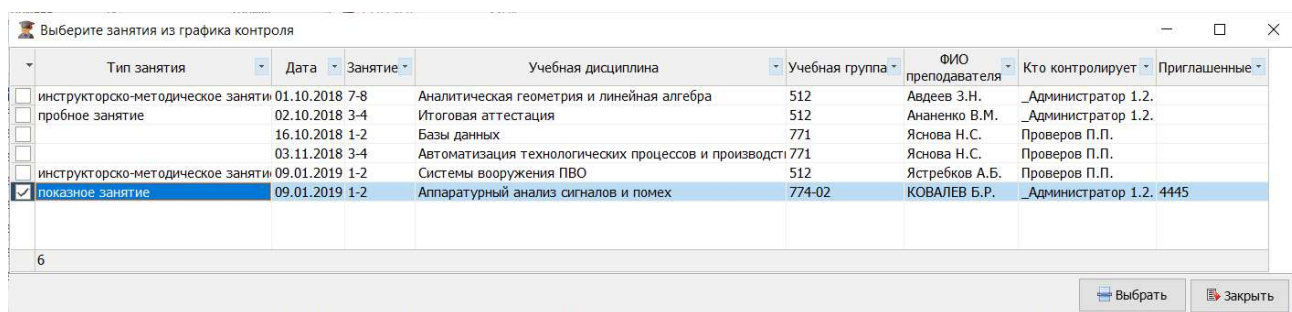 Выберите занятия из графика контроля
Тип занятия Дата Занятие Учебная дисциплина Учебная группа ФИО преподавателя Кто контролирует Приглашенные
инструкторско-методическое заняти 01.10.2018 7-8 Аналитическая геометрия и линейная алгебра 512 Авдеев З.Н. _Администратор 1.2.
пробное занятие 02.10.2018 3-4 Итоговая аттестация 512 Ананенко В.М. _Администратор 1.2.
16.10.2018 1-2 Базы данных 771 Яснова Н.С. Проверов П.П.
03.11.2018 3-4 Автоматизация технологических процессов и производст 771 Яснова Н.С. Проверов П.П.
инструкторско-методическое заняти 09.01.2019 1-2 Системы вооружения ПВО 512 Ястребков А.Б. Проверов П.П.
показное занятие 09.01.2019 1-2 Аппаратурный анализ сигналов и помех 774-02 КОВАЛЕВ Б.Р. _Администратор 1.2. 4445
6
Выбрать Закрыть